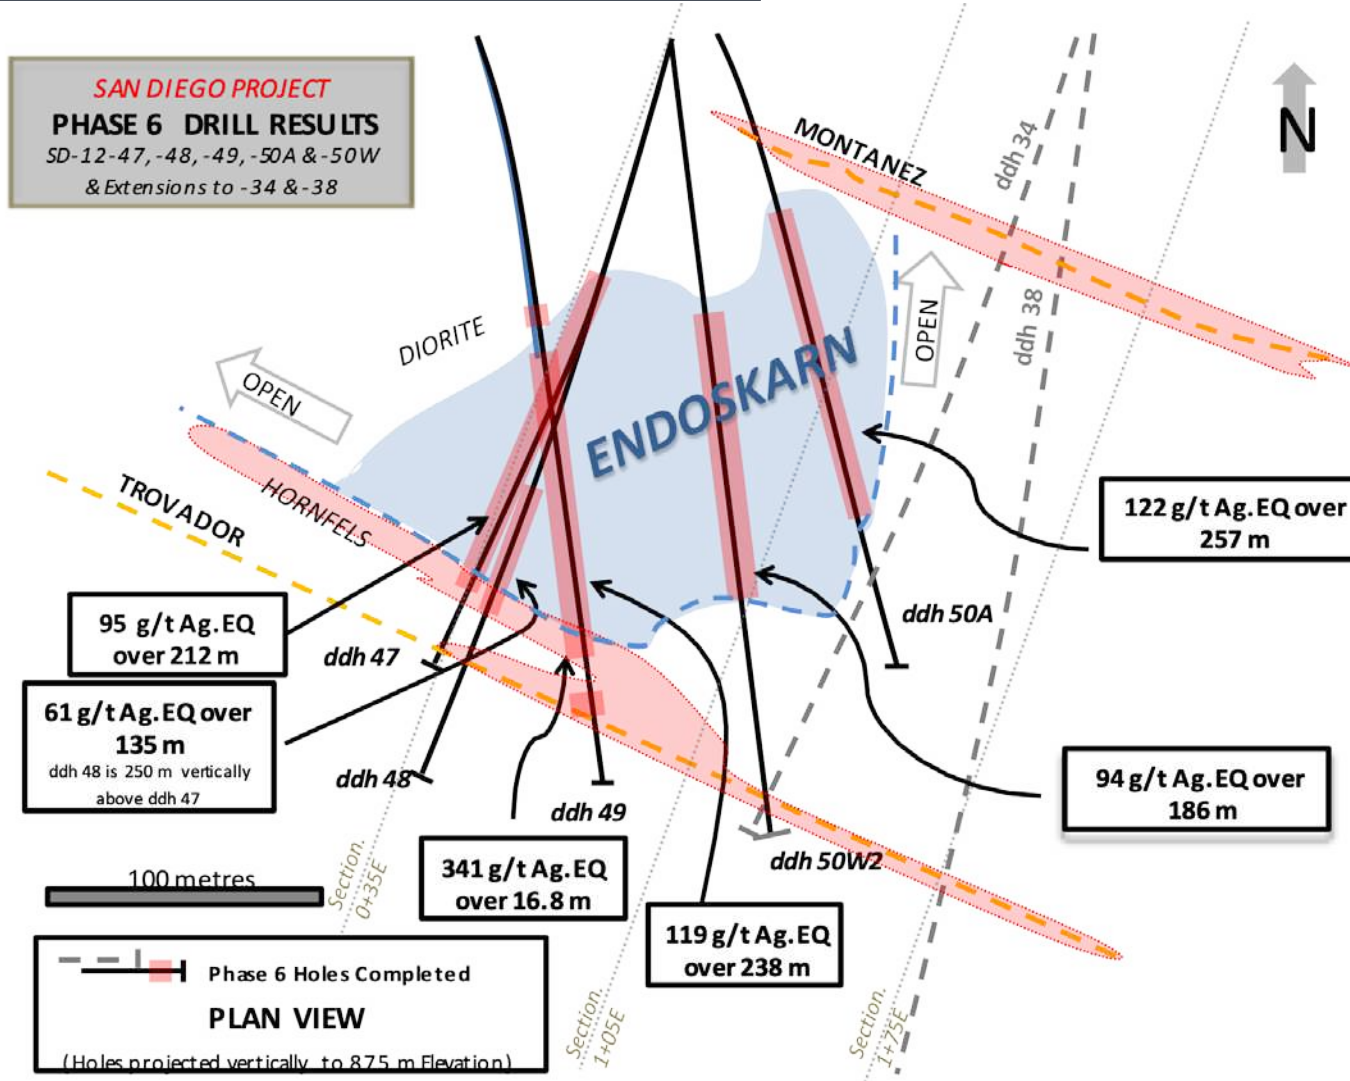 SAN DIEGO PROJECT
PHASE 6 DRILL RESULTS
SD-12-47, -48, -49, -50A & -50W
& Extensions to -34 & -38
N
MONTANEZ
ddh 34
ddh 38
OPEN
DIORITE
OPEN
ENDOSKARN
TROVADOR
HORNFELS
122 g/t Ag.EQ over
257 m
95 g/t Ag.EQ
over 212 m
ddh 47
ddh 50A
61 g/t Ag.EQ over
135 m
ddh 48 is 250 m vertically
above ddh 47
ddh 48
ddh 49
94 g/t Ag.EQ over
186 m
341 g/t Ag.EQ
over 16.8 m
ddh 50W2
100 metres
Section
0+35E
119 g/t Ag.EQ
over 238 m
Phase 6 Holes Completed
PLAN VIEW
(Holes projected vertically to 875 m Elevation)
Section
1+05E
Section
1+75E